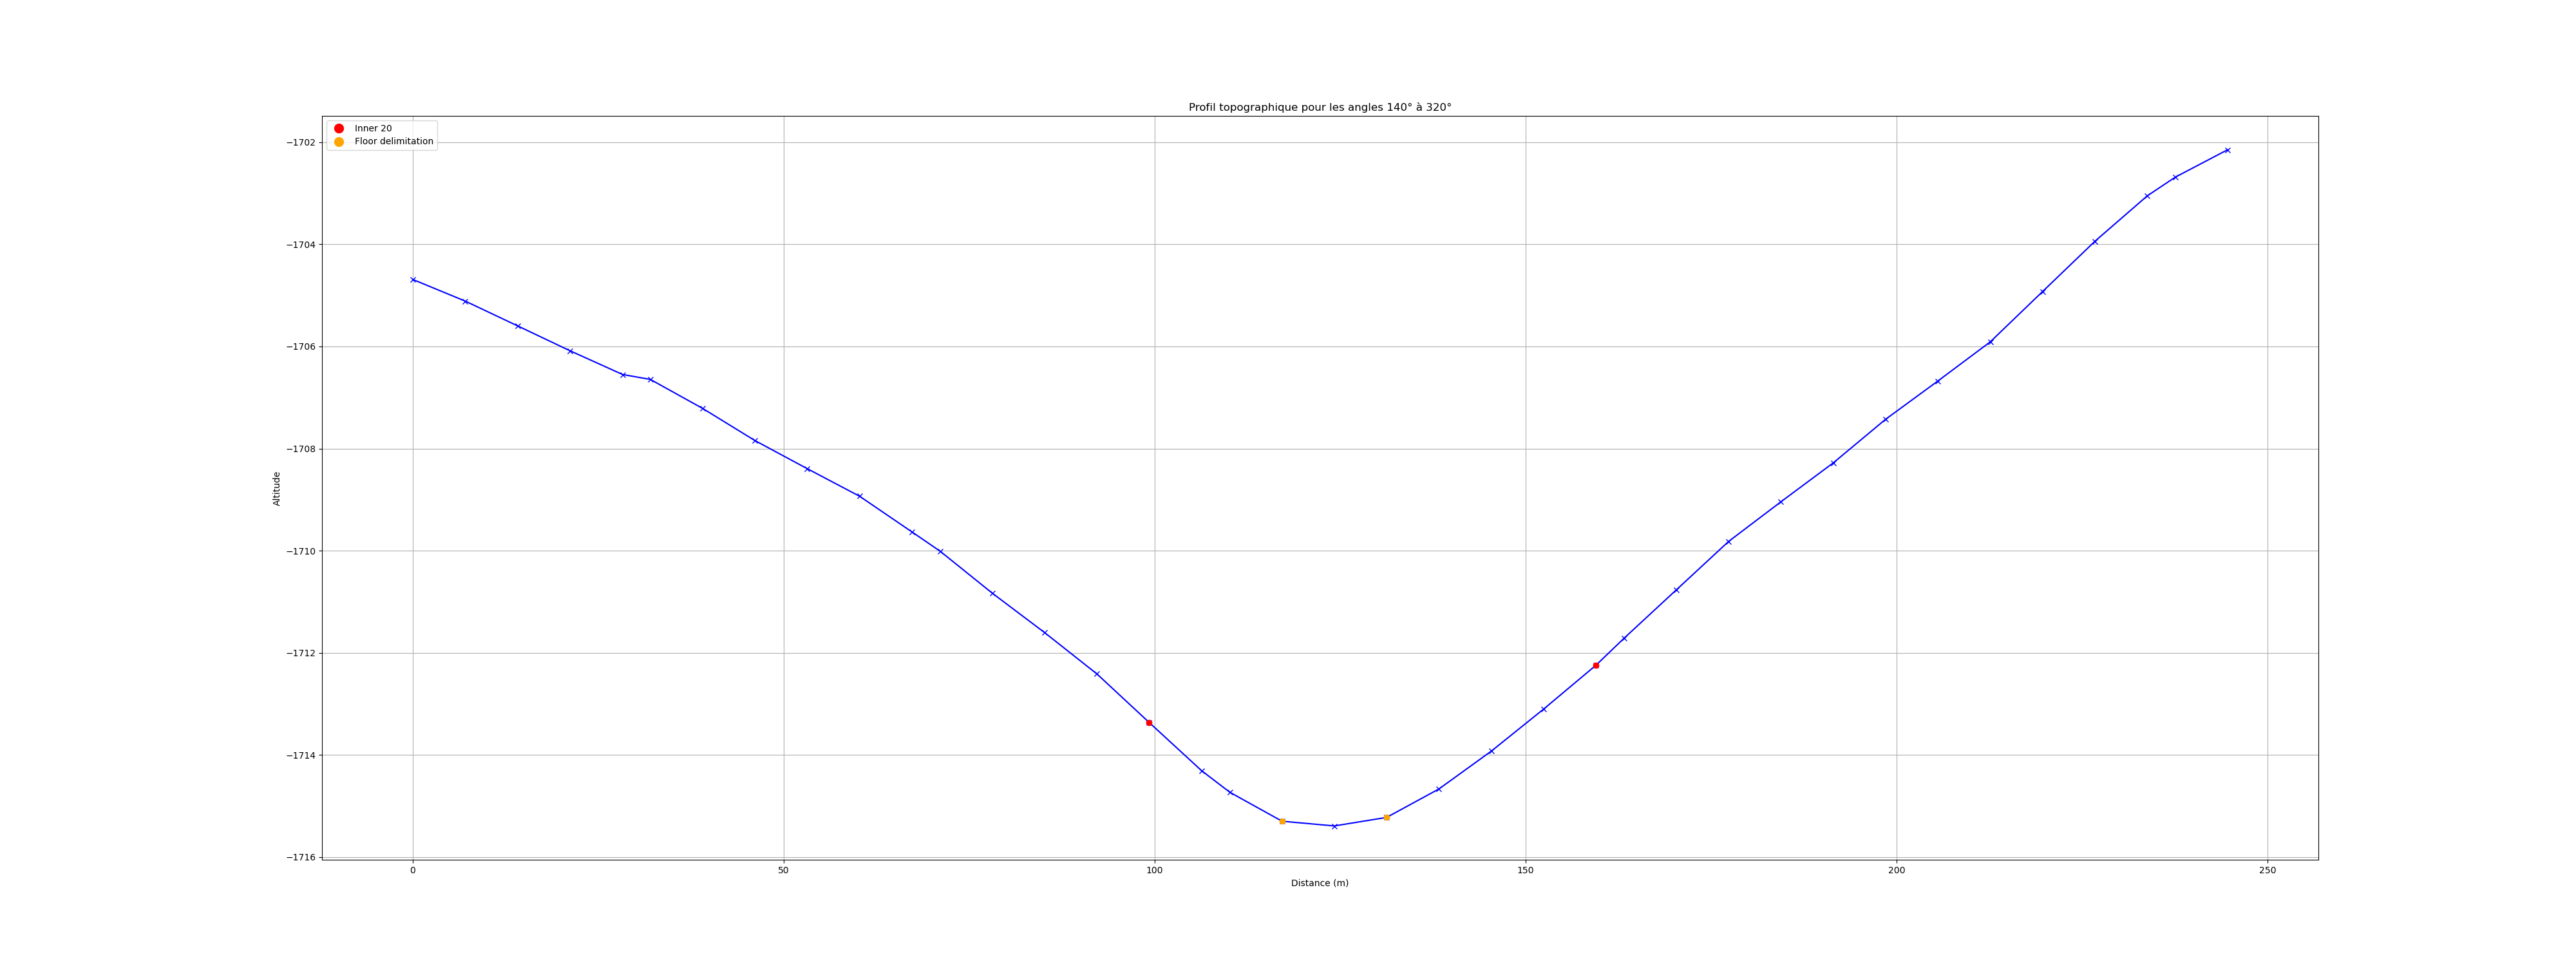 Profil topographique pour les angles 140° à 320°
Inner 20
Floor delimitation
−1702
−1704
−1706
−1708
−1710
−1712
−1714
−1716
Altitude
0 50 100 150 200 250
Distance (m)